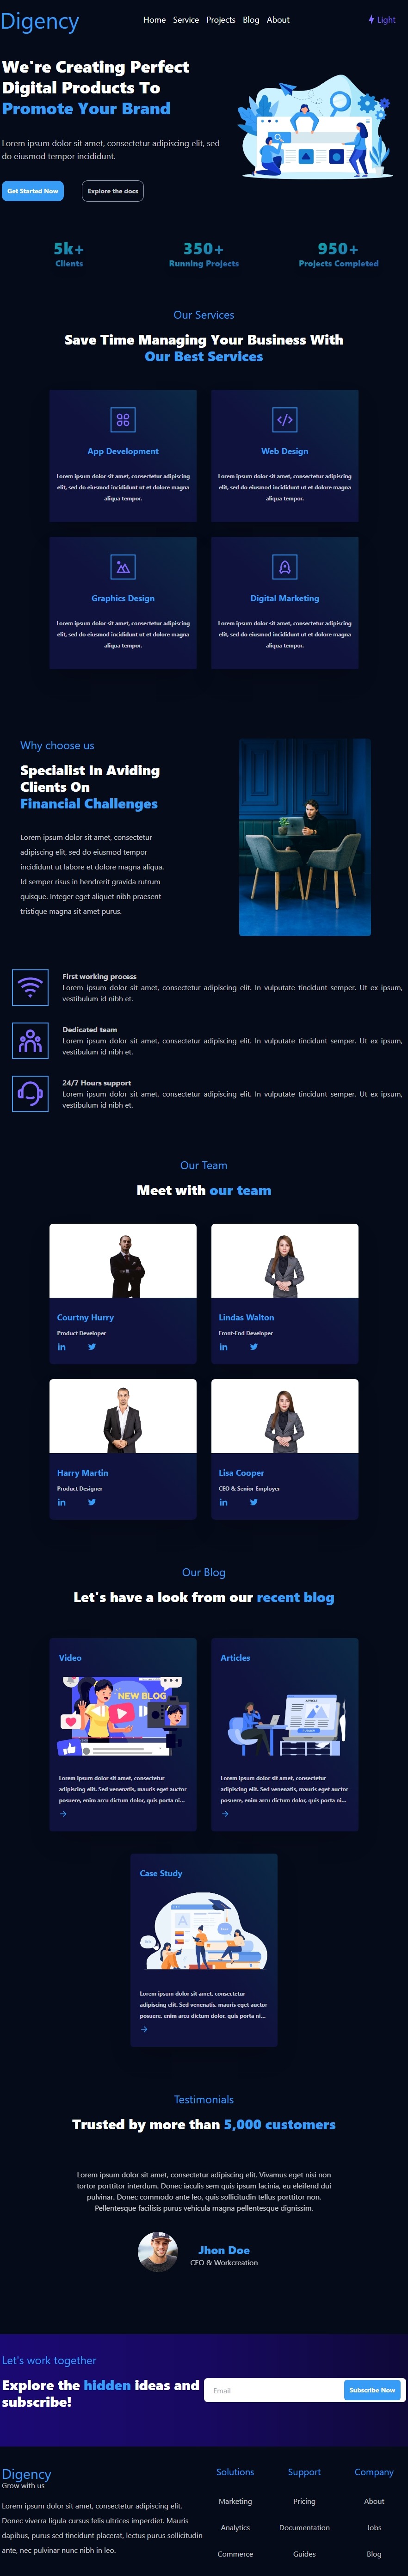 Digency
Home Service Projects Blog About
Light
We're Creating Perfect
Digital Products To
Promote Your Brand
Lorem ipsum dolor sit amet, consectetur adipiscing elit, sed
do eiusmod tempor incididunt.
Get Started Now
Explore the docs
5k+
Clients
350+
Running Projects
950+
Projects Completed
Our Services
Save Time Managing Your Business With
Our Best Services
App Development
Lorem ipsum dolor sit amet, consectetur adipiscing
elit, sed do eiusmod incididunt ut et dolore magna
aliqua tempor.
Web Design
Lorem ipsum dolor sit amet, consectetur adipiscing
elit, sed do eiusmod incididunt ut et dolore magna
aliqua tempor.
Graphics Design
Lorem ipsum dolor sit amet, consectetur adipiscing
elit, sed do eiusmod incididunt ut et dolore magna
aliqua tempor.
Digital Marketing
Lorem ipsum dolor sit amet, consectetur adipiscing
elit, sed do eiusmod incididunt ut et dolore magna
aliqua tempor.
Why choose us
Specialist In Aviding
Clients On
Financial Challenges
Lorem ipsum dolor sit amet, consectetur
adipiscing elit, sed do eiusmod tempor
incididunt ut labore et dolore magna aliqua.
Id semper risus in hendrerit gravida rutrum
quisque. Integer eget aliquet nibh praesent
tristique magna sit amet purus.
First working process
Lorem ipsum dolor sit amet, consectetur adipiscing elit. In vulputate tincidunt semper. Ut ex ipsum,
vestibulum id nibh et.
Dedicated team
Lorem ipsum dolor sit amet, consectetur adipiscing elit. In vulputate tincidunt semper. Ut ex ipsum,
vestibulum id nibh et.
24/7 Hours support
Lorem ipsum dolor sit amet, consectetur adipiscing elit. In vulputate tincidunt semper. Ut ex ipsum,
vestibulum id nibh et.
Our Team
Meet with our team
Courtny Hurry
Product Developer
Lindas Walton
Front-End Developer
Harry Martin
Product Designer
Lisa Cooper
CEO & Senior Employer
Our Blog
Let's have a look from our recent blog
Video
NEW BLOG
Lorem ipsum dolor sit amet, consectetur
adipiscing elit. Sed venenatis, mauris eget auctor
posuere, enim arcu dictum dolor, quis porta ni...
Articles
ARTICLE
Lorem ipsum dolor sit amet, consectetur
adipiscing elit. Sed venenatis, mauris eget auctor
posuere, enim arcu dictum dolor, quis porta ni...
Case Study
Lorem ipsum dolor sit amet, consectetur
adipiscing elit. Sed venenatis, mauris eget auctor
posuere, enim arcu dictum dolor, quis porta ni...
Testimonials
Trusted by more than 5,000 customers
Lorem ipsum dolor sit amet, consectetur adipiscing elit. Vivamus eget nisi non
tortor porttitor interdum. Donec iaculis sem quis ipsum lacinia, eu eleifend dui
pulvinar. Donec commodo ante leo, quis sollicitudin tellus porttitor non.
Pellentesque facilisis purus vehicula magna pellentesque dignissim.
Jhon Doe
CEO & Workcreation
Let's work together
Explore the hidden ideas and
subscribe!
Email
Subscribe Now
Digency
Grow with us
Lorem ipsum dolor sit amet, consectetur adipiscing elit.
Donec viverra ligula cursus felis ultrices imperdiet. Mauris
dapibus, purus sed tincidunt placerat, lectus purus sollicitudin
ante, nec pulvinar nunc nibh in leo.
Solutions
Marketing
Analytics
Commerce
Support
Pricing
Documentation
Guides
Company
About
Jobs
Blog